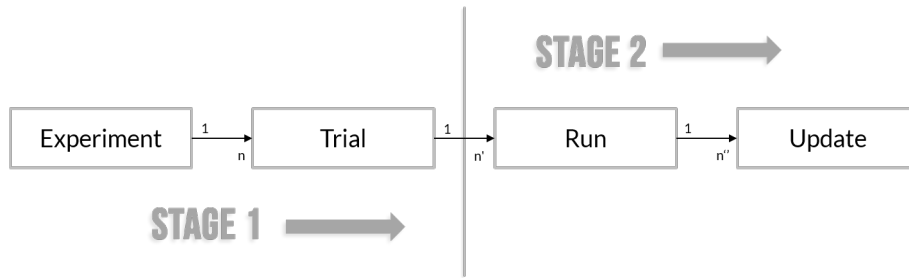 STAGE 2
Experiment
1
n
Trial
1
n'
Run
1
n''
Update
STAGE 1